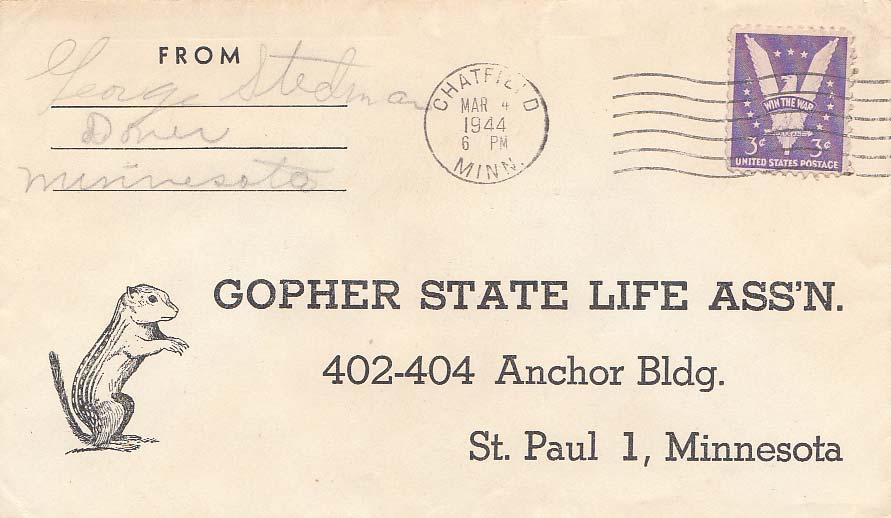 FROM
George Stedman
Dover
Minnesota
CHATFIELD
MAR 4
1944
6 PM
MINN.
WIN THE WAR
3¢ 3¢
UNITED STATES POSTAGE
GOPHER STATE LIFE ASS'N.
402-404 Anchor Bldg.
St. Paul 1, Minnesota